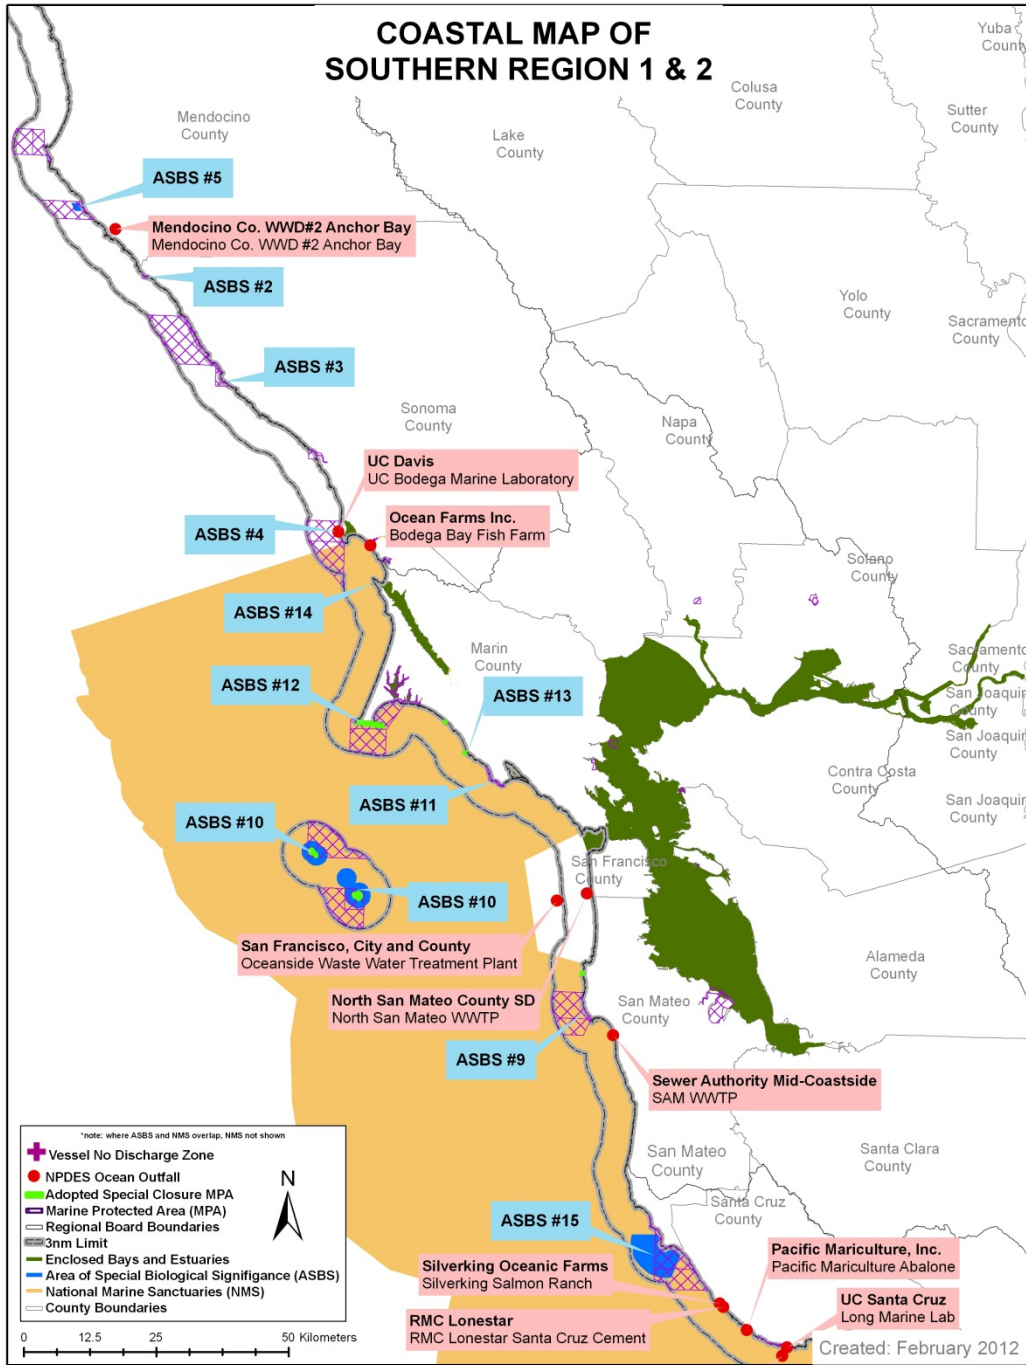 COASTAL MAP OF
SOUTHERN REGION 1 & 2
Yuba
County
Colusa
County
Sutter
County
Mendocino
County
Lake
County
ASBS #5
Mendocino Co. WWD#2 Anchor Bay
Mendocino Co. WWD #2 Anchor Bay
ASBS #2
Yolo
County
Sacramento
County
ASBS #3
Sonoma
County
Napa
County
UC Davis
UC Bodega Marine Laboratory
Ocean Farms Inc.
Bodega Bay Fish Farm
ASBS #4
Solano
County
ASBS #14
Marin
County
Sacramento
County
ASBS #12
ASBS #13
San Joaquin
County
San Joaquin
County
Contra Costa
County
ASBS #11
San Joaquin
County
ASBS #10
San Francisco
County
ASBS #10
San Francisco, City and County
Oceanside Waste Water Treatment Plant
Alameda
County
North San Mateo County SD
North San Mateo WWTP
San Mateo
County
ASBS #9
Sewer Authority Mid-Coastside
SAM WWTP
San Mateo
County
Santa Clara
County
Santa Cruz
County
ASBS #15
Silverking Oceanic Farms
Silverking Salmon Ranch
Pacific Mariculture, Inc.
Pacific Mariculture Abalone
RMC Lonestar
RMC Lonestar Santa Cruz Cement
UC Santa Cruz
Long Marine Lab
*note: where ASBS and NMS overlap, NMS not shown
Vessel No Discharge Zone
NPDES Ocean Outfall
Adopted Special Closure MPA
Marine Protected Area (MPA)
Regional Board Boundaries
3nm Limit
Enclosed Bays and Estuaries
Area of Special Biological Signifigance (ASBS)
National Marine Sanctuaries (NMS)
County Boundaries
N
0 12.5 25 50 Kilometers
Created: February 2012